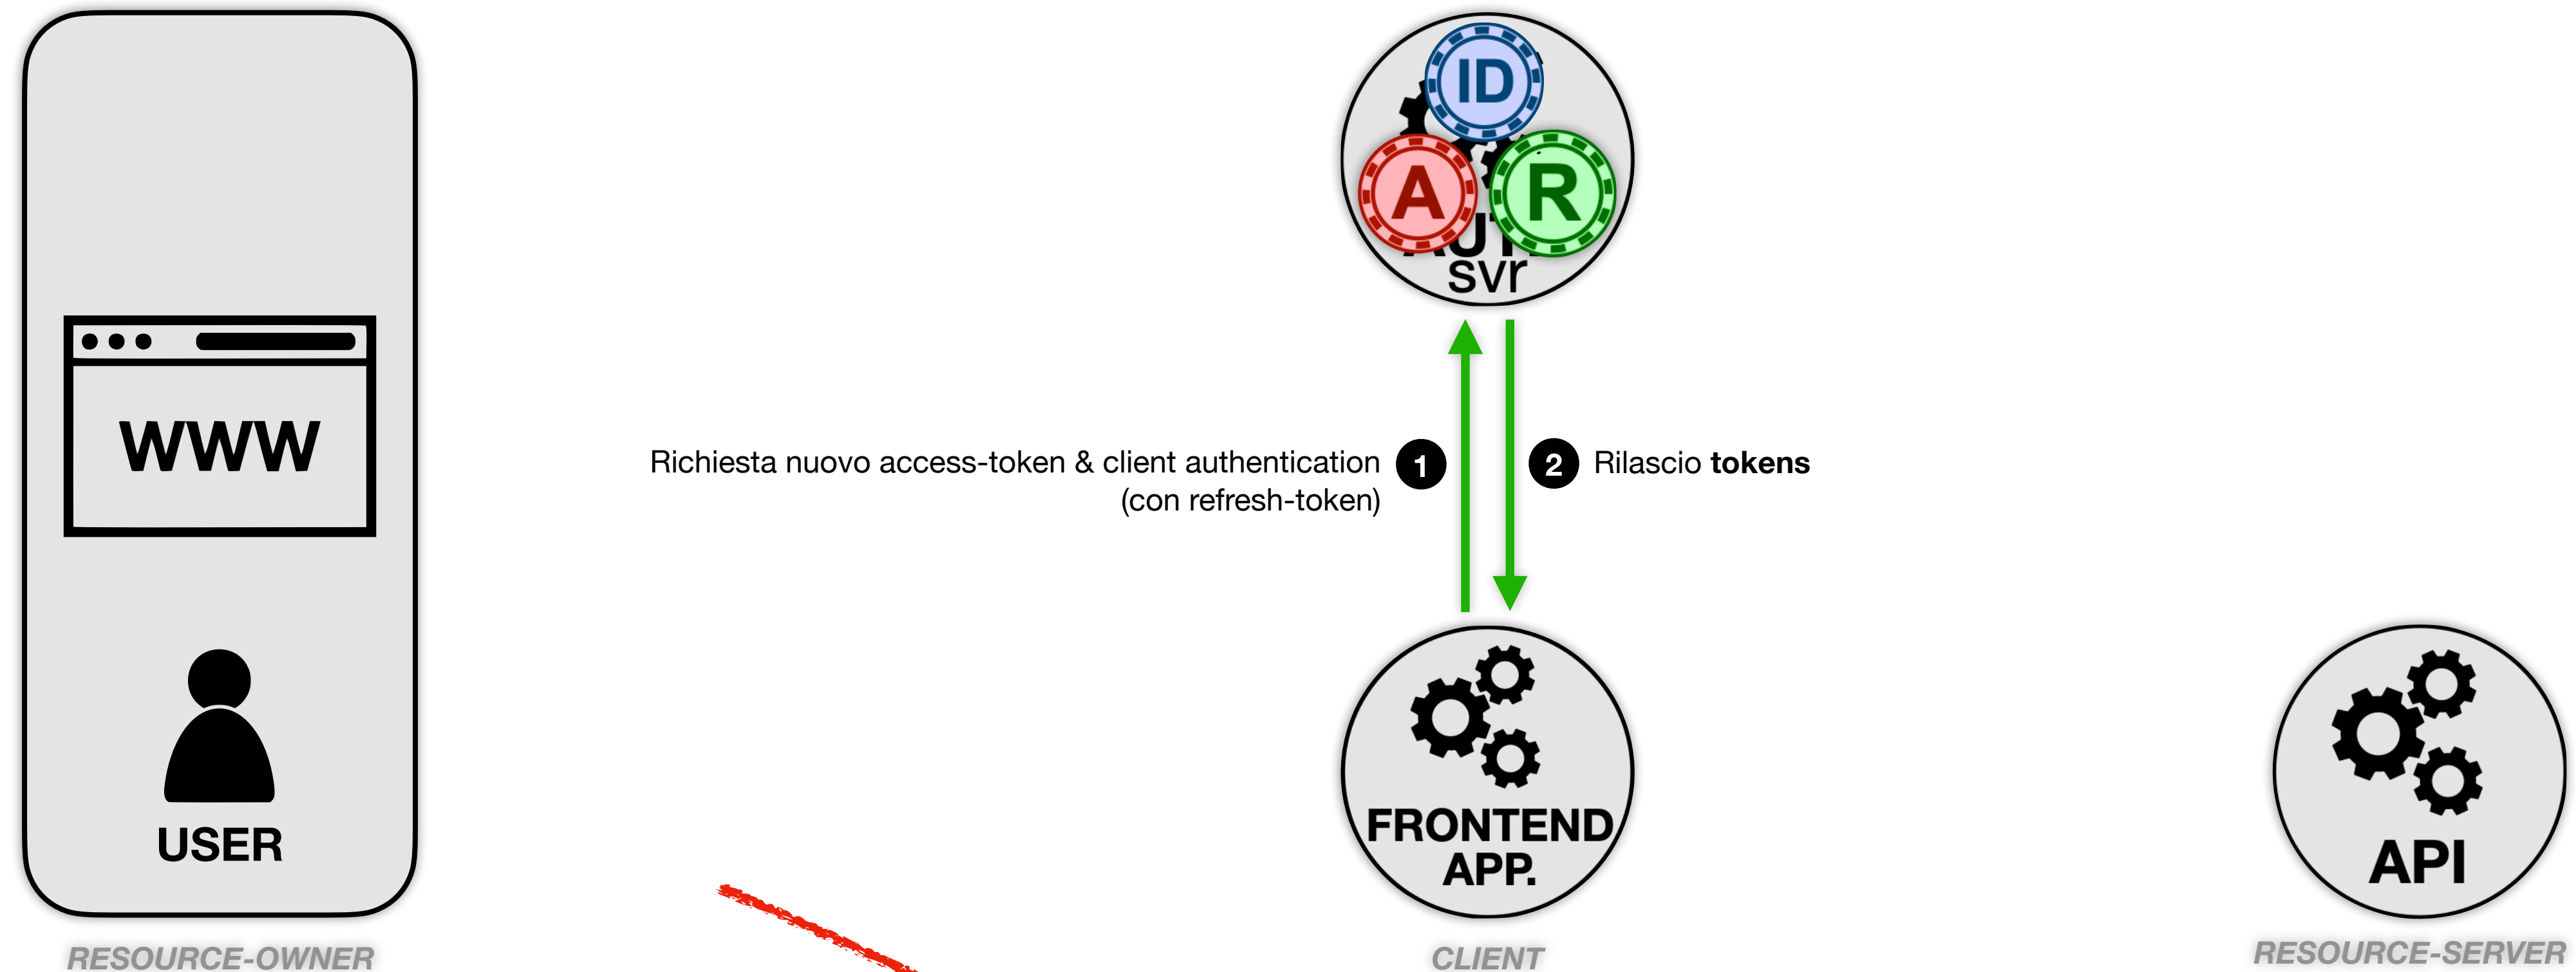 ID
A
R
svr
WWW
Richiesta nuovo access-token & client authentication
(con refresh-token)
1
2
Rilascio tokens
USER
FRONTEND
APP.
API
RESOURCE-OWNER
CLIENT
RESOURCE-SERVER